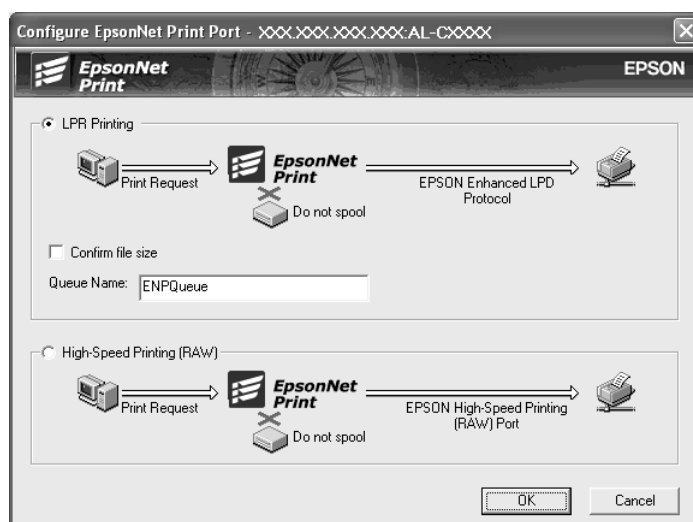 Configure EpsonNet Print Port - XXX.XXX.XXX.XXX:AL-CXXXX
EpsonNet
Print
EPSON
LPR Printing
Print Request
EpsonNet
Print
Do not spool
EPSON Enhanced LPD
Protocol
Confirm file size
Queue Name:
ENPQueue
High-Speed Printing (RAW)
Print Request
EpsonNet
Print
Do not spool
EPSON High-Speed Printing
(RAW) Port
OK
Cancel